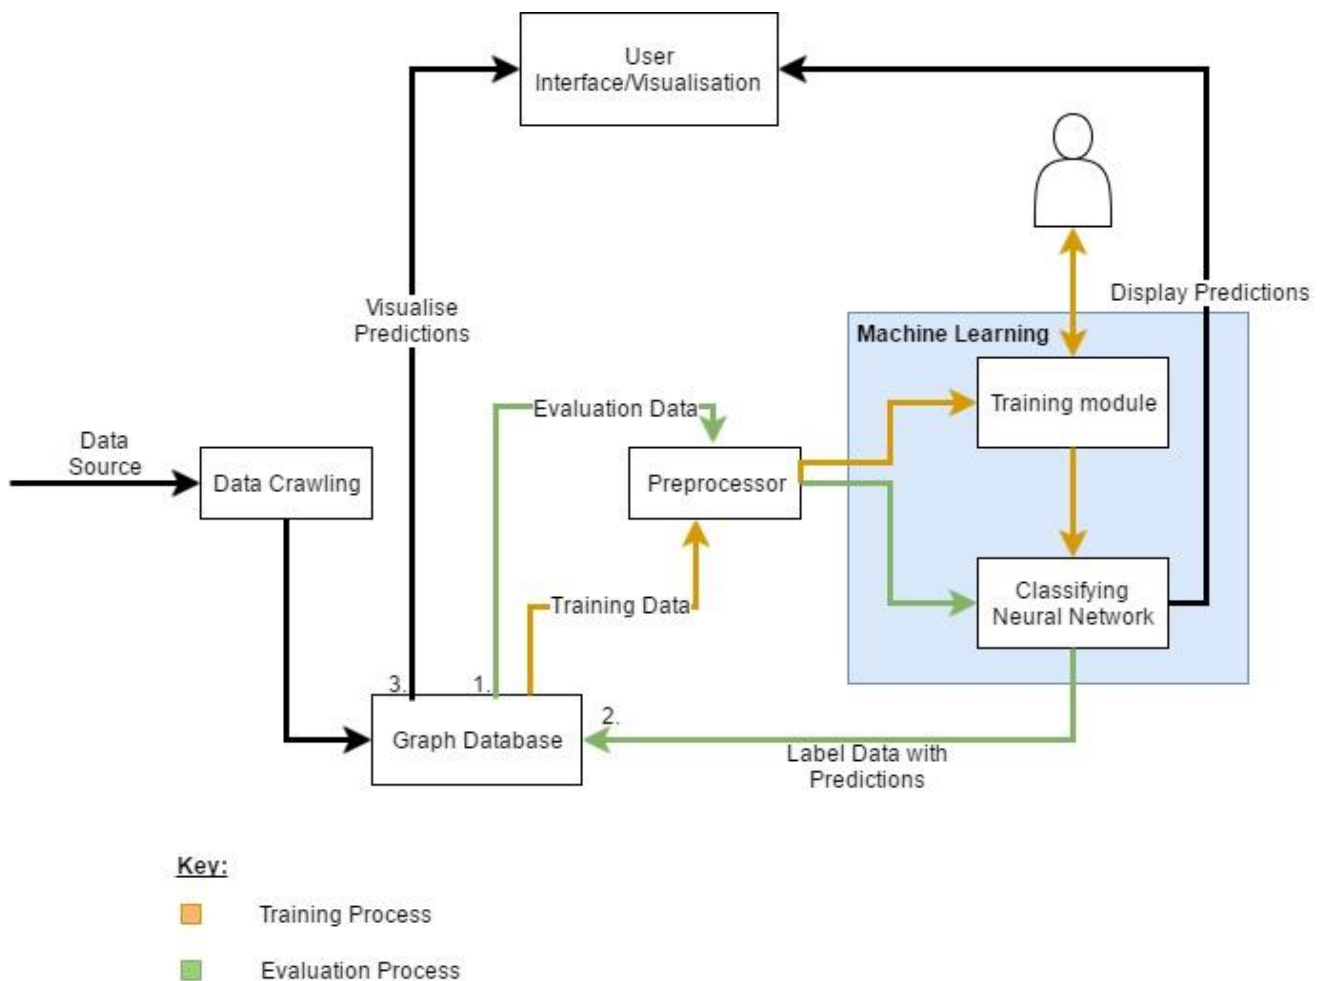 User
Interface/Visualisation
Visualise
Predictions
Display Predictions
Machine Learning
Training module
Evaluation Data
Data
Source
Data Crawling
Preprocessor
Classifying
Neural Network
Training Data
3.
1.
2.
Graph Database
Label Data with
Predictions
Key:
Training Process
Evaluation Process